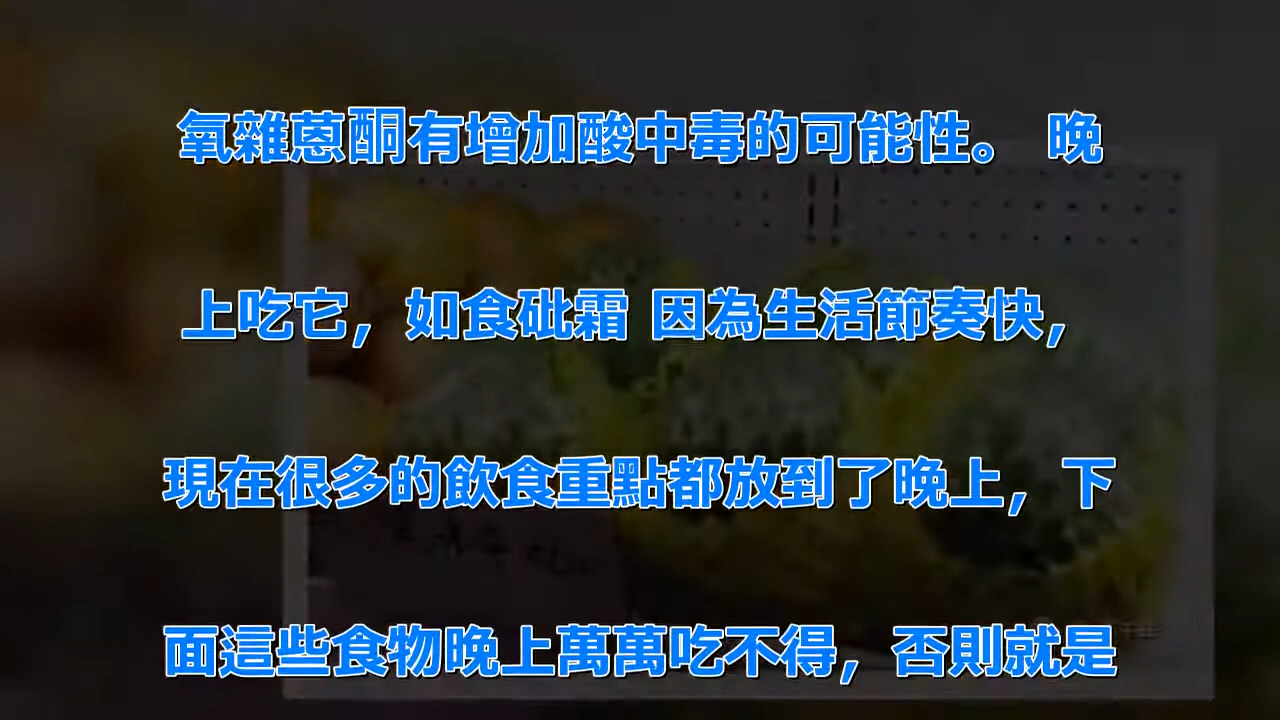 氧雜蒽酮有增加酸中毒的可能性。 晚
上吃它，如食砒霜 因為生活節奏快，
現在很多的飲食重點都放到了晚上，下
面這些食物晚上萬萬吃不得，否則就是